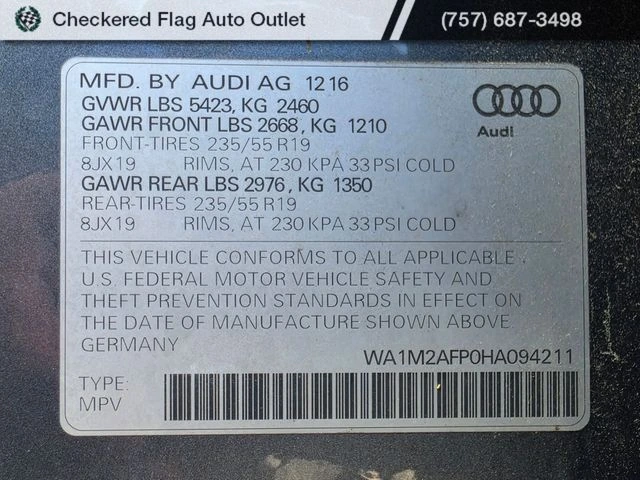 Checkered Flag Auto Outlet
(757) 687-3498
MFD. BY AUDI AG 1216
GVWR LBS 5423, KG 2460
GAWR FRONT LBS 2668, KG 1210
FRONT-TIRES 235/55 R19
8JX19 RIMS, AT 230 KPA 33 PSI COLD
GAWR REAR LBS 2976, KG 1350
REAR-TIRES 235/55 R19
8JX19 RIMS, AT 230 KPA 33 PSI COLD
Audi
THIS VEHICLE CONFORMS TO ALL APPLICABLE
U.S. FEDERAL MOTOR VEHICLE SAFETY AND
THEFT PREVENTION STANDARDS IN EFFECT ON
THE DATE OF MANUFACTURE SHOWN ABOVE.
GERMANY
WA1M2AFP0HA094211
TYPE:
MPV